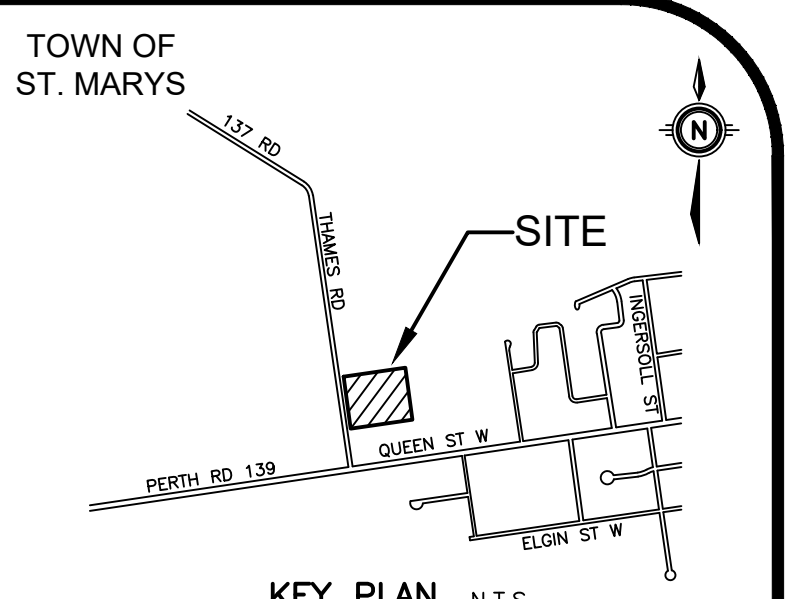 TOWN OF
ST. MARYS
137 RD
N
THAMES RD
SITE
INGERSOLL ST
QUEEN ST W
PERTH RD 139
ELGIN ST W
KEY PLAN N.T.S.